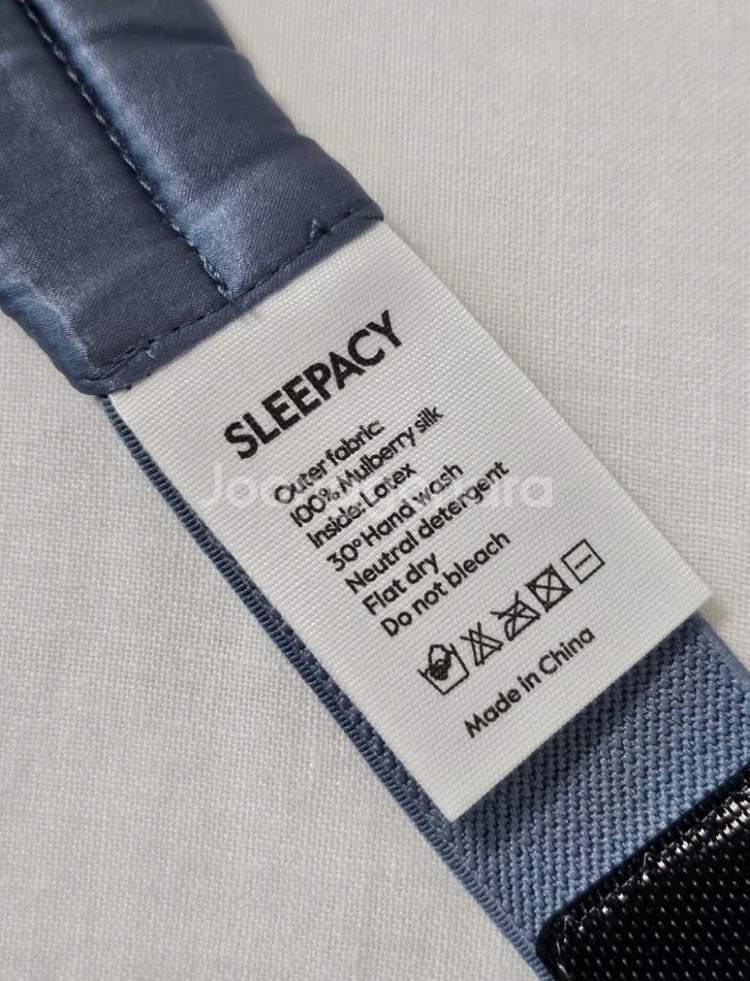 SLEEPACY
Outer fabric:
100% Mulberry silk
Inside: Latex
30° Hand wash
Neutral detergent
Flat dry
Do not bleach
Made in China